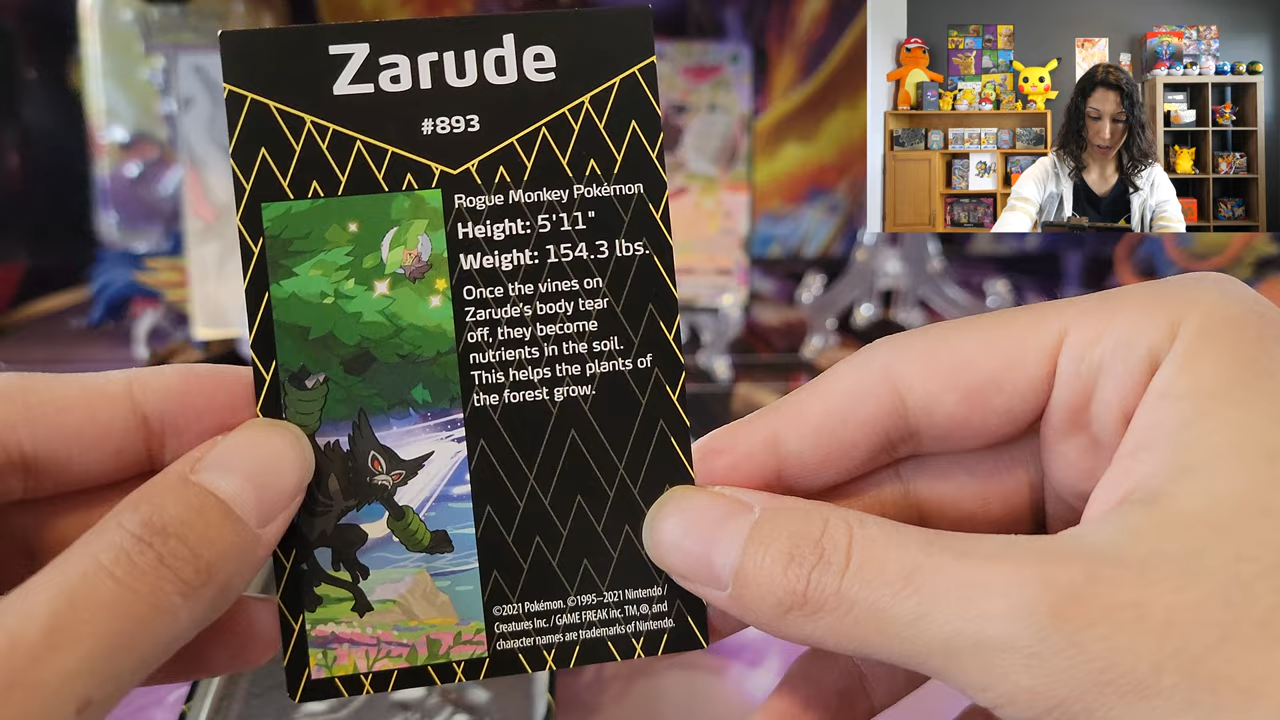 Zarude
#893
Rogue Monkey Pokémon
Height: 5'11"
Weight: 154.3 lbs.
Once the vines on
Zarude's body tear
off, they become
nutrients in the soil.
This helps the plants of
the forest grow.
©2021 Pokémon. ©1995–2021 Nintendo /
Creatures Inc. / GAME FREAK inc. TM,®, and
character names are trademarks of Nintendo.